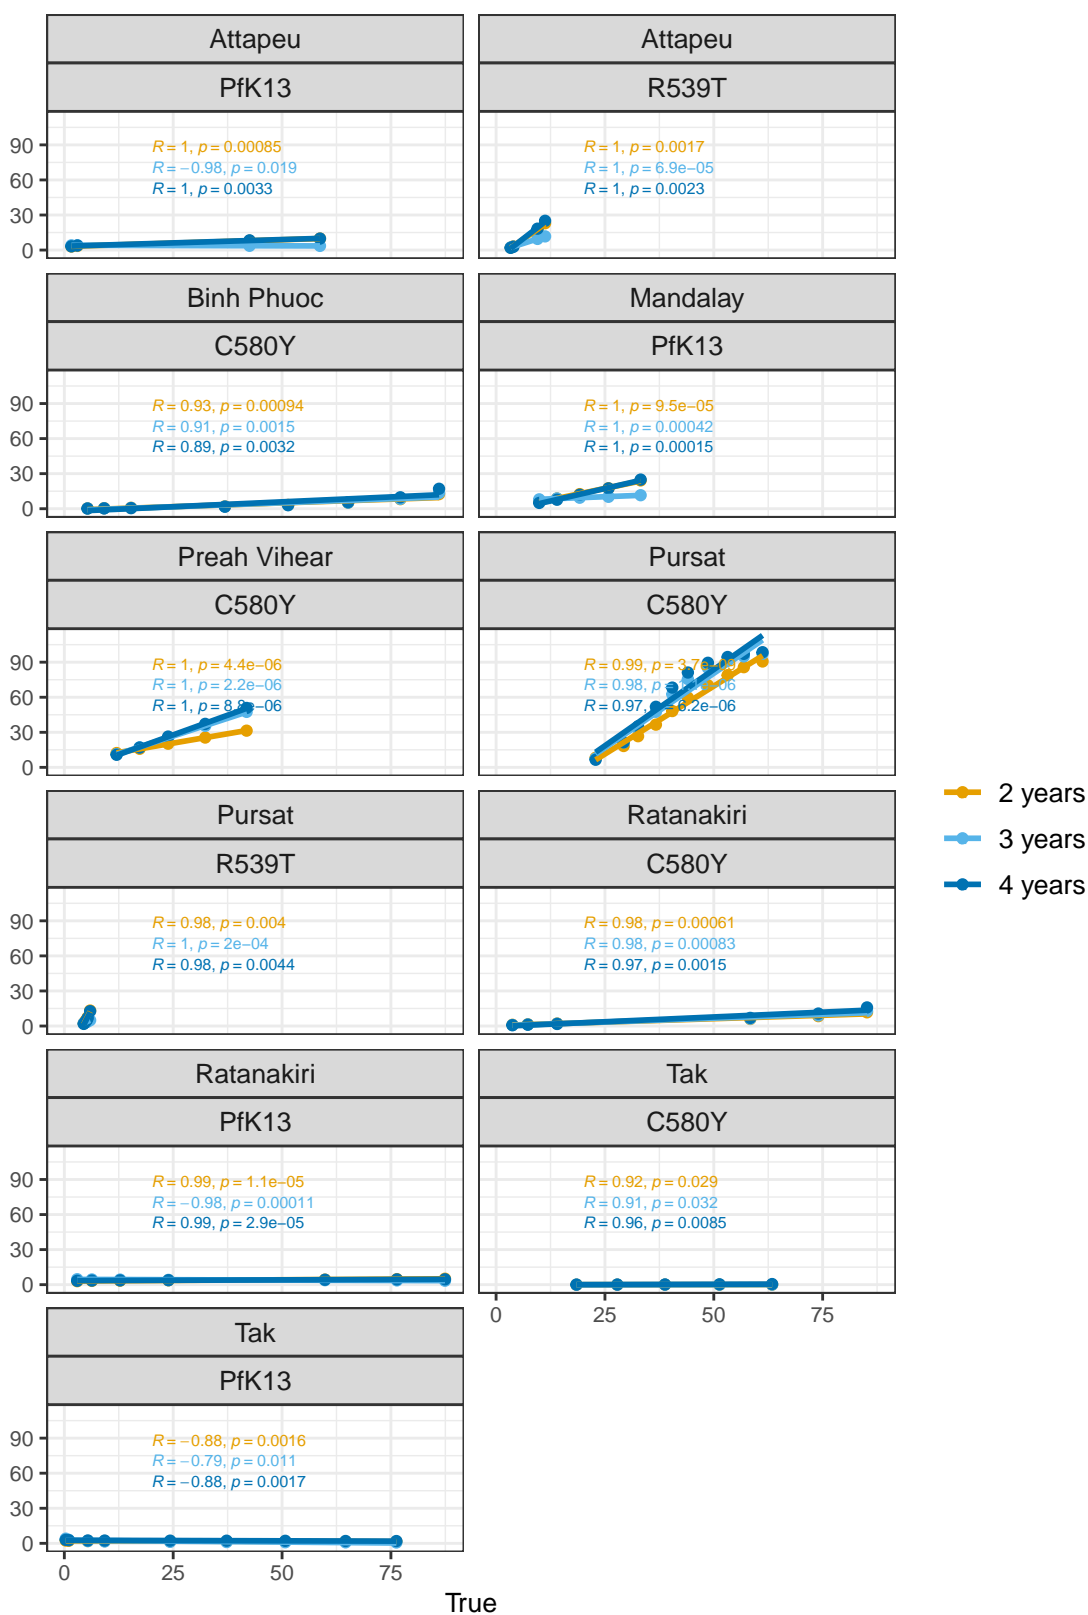 Attapeu
PfK13
R = 1, p = 0.00085
R = −0.98, p = 0.019
R = 1, p = 0.0033
90
60
30
0
Attapeu
R539T
R = 1, p = 0.0017
R = 1, p = 6.9e−05
R = 1, p = 0.0023
Binh Phuoc
C580Y
R = 0.93, p = 0.00094
R = 0.91, p = 0.0015
R = 0.89, p = 0.0032
90
60
30
0
Mandalay
PfK13
R = 1, p = 9.5e−05
R = 1, p = 0.00042
R = 1, p = 0.00015
Preah Vihear
C580Y
R = 1, p = 4.4e−06
R = 1, p = 2.2e−06
R = 1, p = 8.8e−06
90
60
30
0
Pursat
C580Y
R = 0.99, p = 3.7e
R = 0.98, p =
R = 0.97, p = 6.2e−06
Pursat
R539T
R = 0.98, p = 0.004
R = 1, p = 2e−04
R = 0.98, p = 0.0044
90
60
30
0
Ratanakiri
C580Y
R = 0.98, p = 0.00061
R = 0.98, p = 0.00083
R = 0.97, p = 0.0015
Ratanakiri
PfK13
R = 0.99, p = 1.1e−05
R = −0.98, p = 0.00011
R = 0.99, p = 2.9e−05
90
60
30
0
Tak
C580Y
R = 0.92, p = 0.029
R = 0.91, p = 0.032
R = 0.96, p = 0.0085
0 25 50 75
Tak
PfK13
R = −0.88, p = 0.0016
R = −0.79, p = 0.011
R = −0.88, p = 0.0017
90
60
30
0
0 25 50 75
True
2 years
3 years
4 years